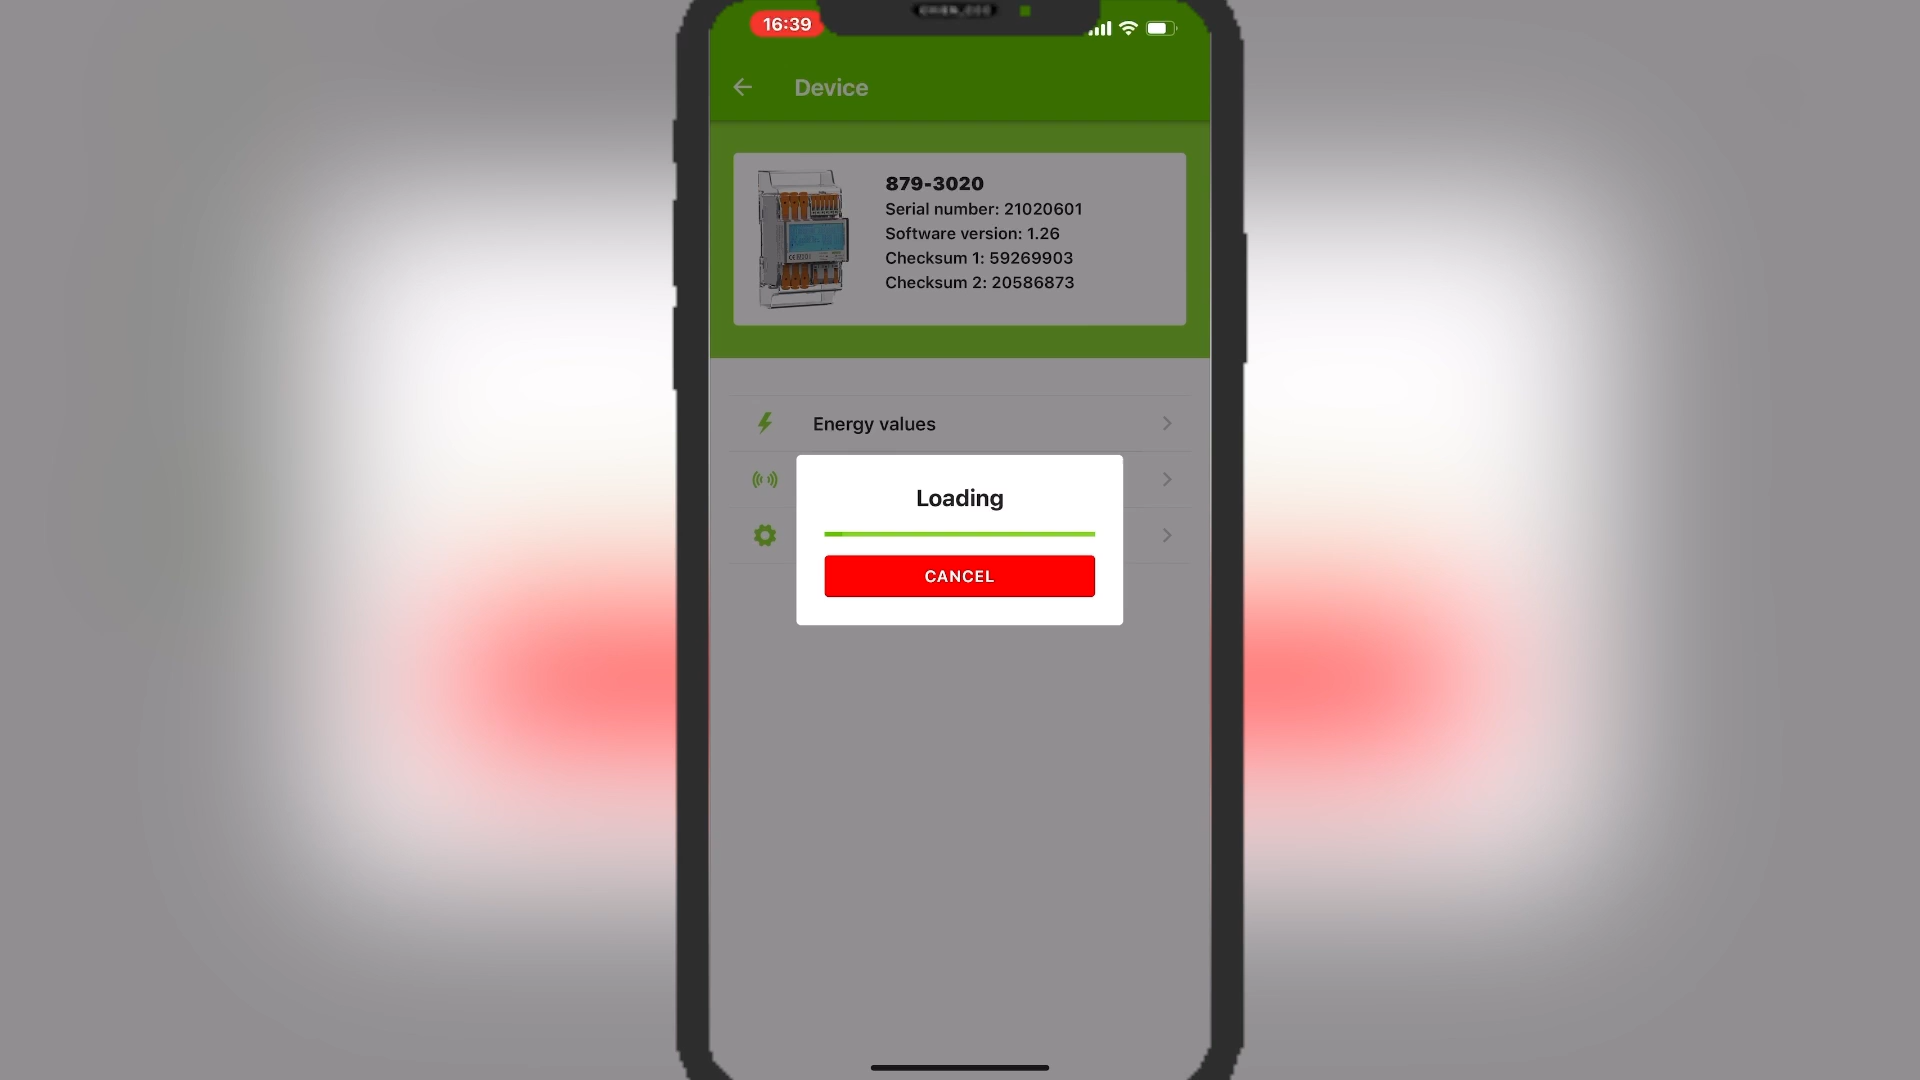 16:39
Device
879-3020
Serial number: 21020601
Software version: 1.26
Checksum 1: 59269903
Checksum 2: 20586873
Energy values
Loading
CANCEL